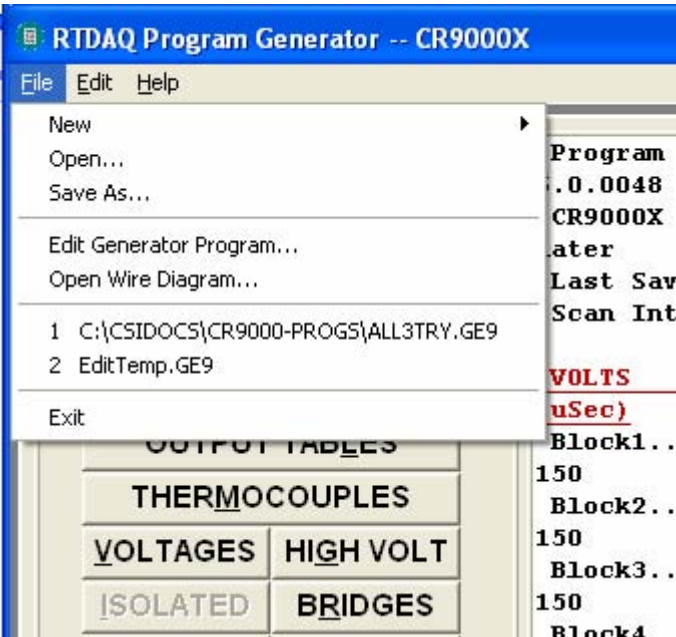 RTDAQ Program Generator -- CR9000X
File Edit Help
New
Open...
Save As...
Edit Generator Program...
Open Wire Diagram...
1 C:\CSIDOCS\CR9000-PROGS\ALL3TRY.GE9
2 EditTemp.GE9
Exit
OUTPUT TABLES
THERMOCOUPLES
VOLTAGES HIGH VOLT
ISOLATED BRIDGES
Program
.0.0048
CR9000X
ater
Last Sav
Scan Int
VOLTS
uSec)
Block1..
150
Block2..
150
Block3..
150
Block4